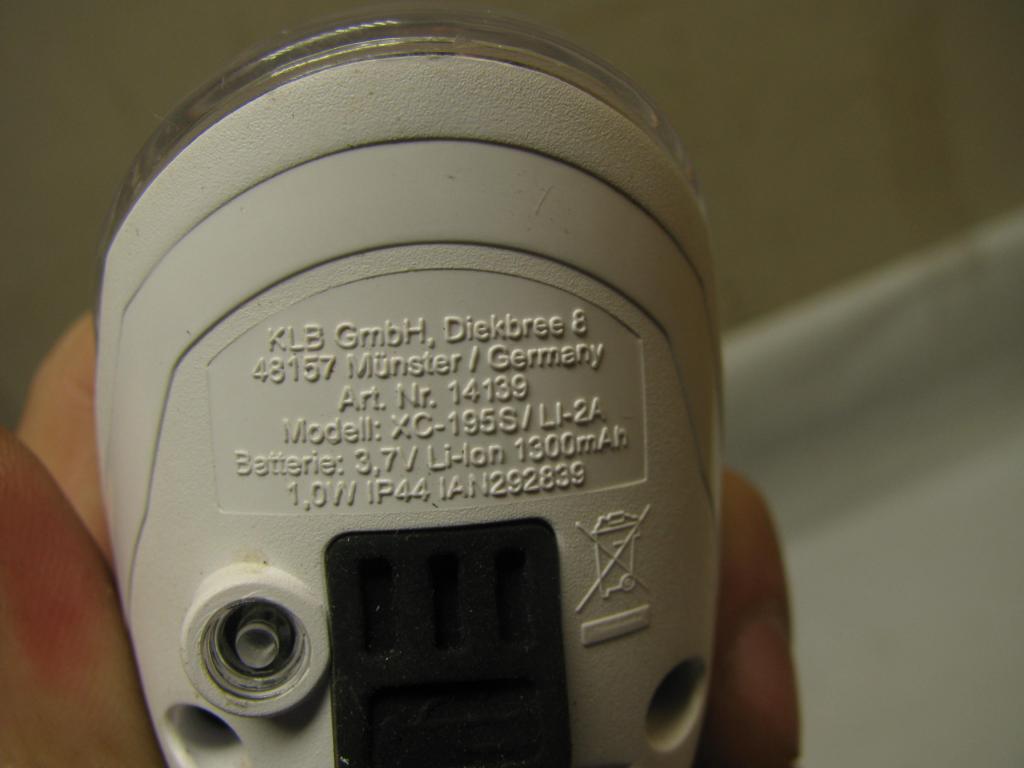 KLB GmbH, Diekbree 8
48157 Münster / Germany
Art. Nr. 14139
Modell: XC-195S/ LI-2A
Batterie: 3,7V Li-Ion 1300mAh
1,0W IP44 IAN292839